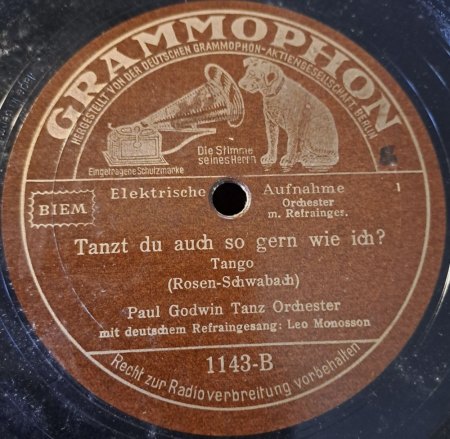 GRAMMOPHON
HERGESTELLT VON DER DEUTSCHEN GRAMMOPHON-AKTIENGESELLSCHAFT, BERLIN
Die Stimme
seines Herrn
Eingetragene Schutzmarke
Elektrische Aufnahme
1
BIEM
Orchester
m. Refrainger.
Tanzt du auch so gern wie ich?
Tango
(Rosen-Schwabach)
Paul Godwin Tanz Orchester
mit deutschem Refraingesang: Leo Monosson
1143-B
Recht zur Radioverbreitung vorbehalten